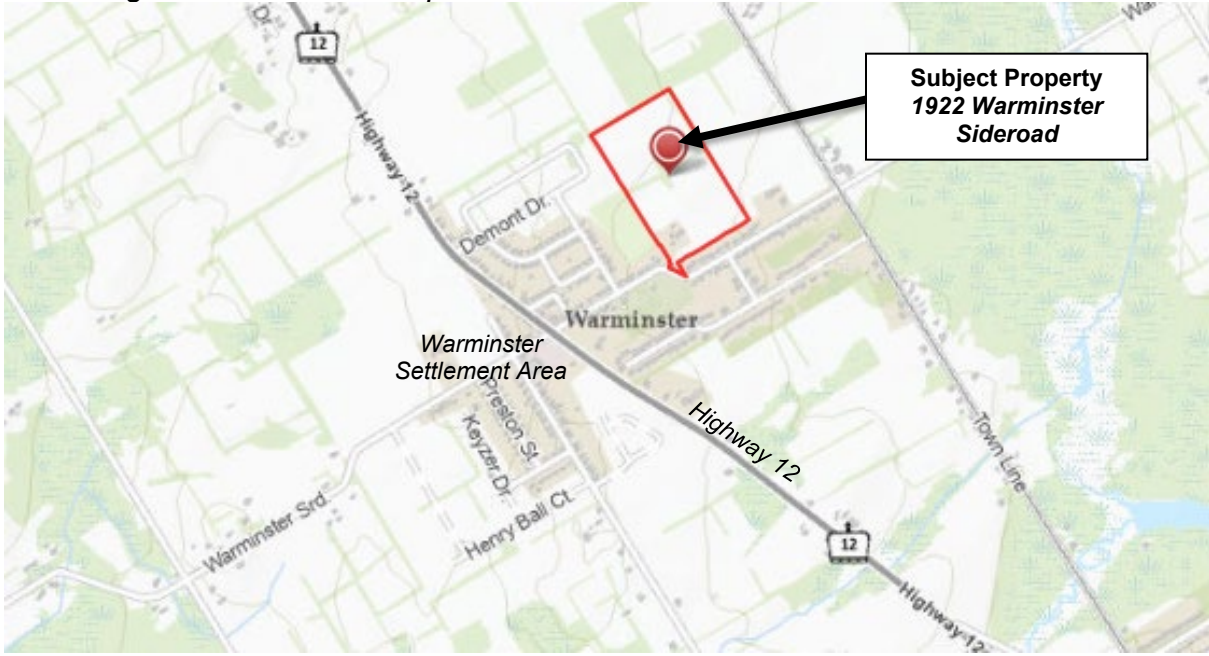 12
Subject Property
1922 Warminster
Sideroad
Highway 12
Demont Dr.
Warminster
Warminster
Settlement Area
Preston St.
Keyzer Dr.
Highway 12
Town Line
Henry Ball Ct.
Warminster Srd.
12
Highway 12